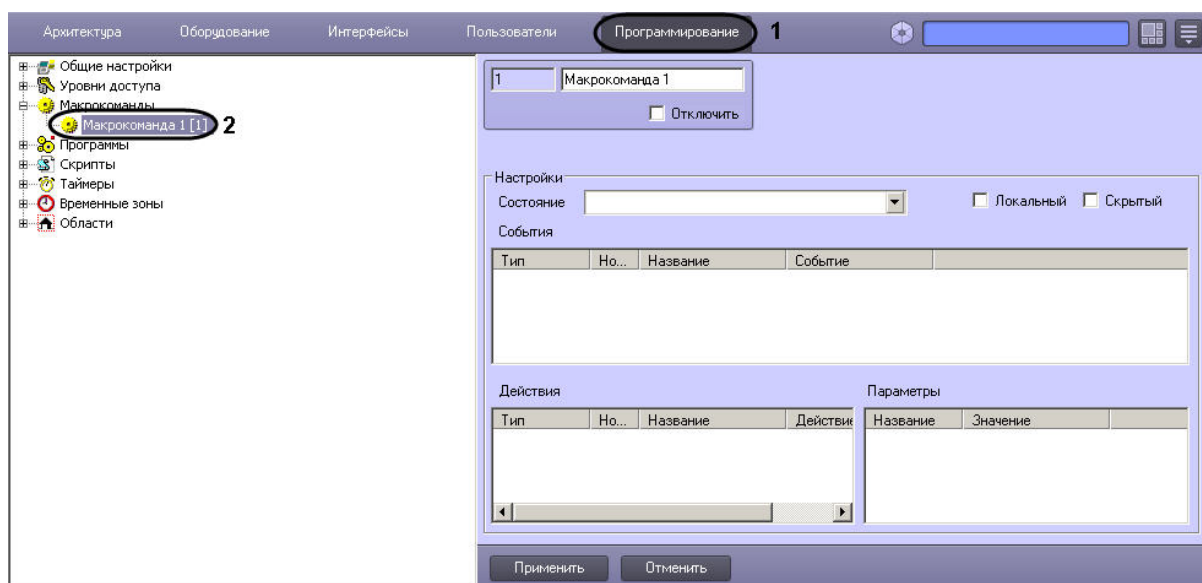 Архитектура Оборудование Интерфейсы Пользователи Программирование 1
Общие настройки
Уровни доступа
Макрокоманды
Макрокоманда 1 [1] 2
Программы
Скрипты
Таймеры
Временные зоны
Области
1 Макрокоманда 1
Отключить
Настройки
Состояние Локальный Скрытый
События
Тип Но... Название Событие
Действия Параметры
Тип Но... Название Действие Название Значение
Применить Отменить